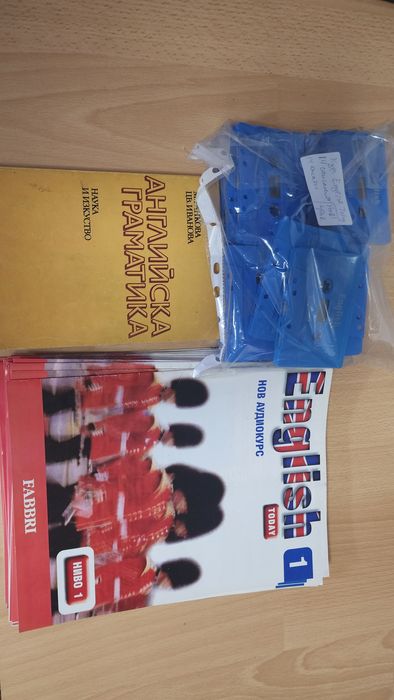 П.В. ИВАНОВА
АНГЛИЙСКА
ГРАМАТИКА
НАУКА
И ИЗКУСТВО
English
TODAY
1
НОВ АУДИОКУРС
НИВО 1
FABBRI